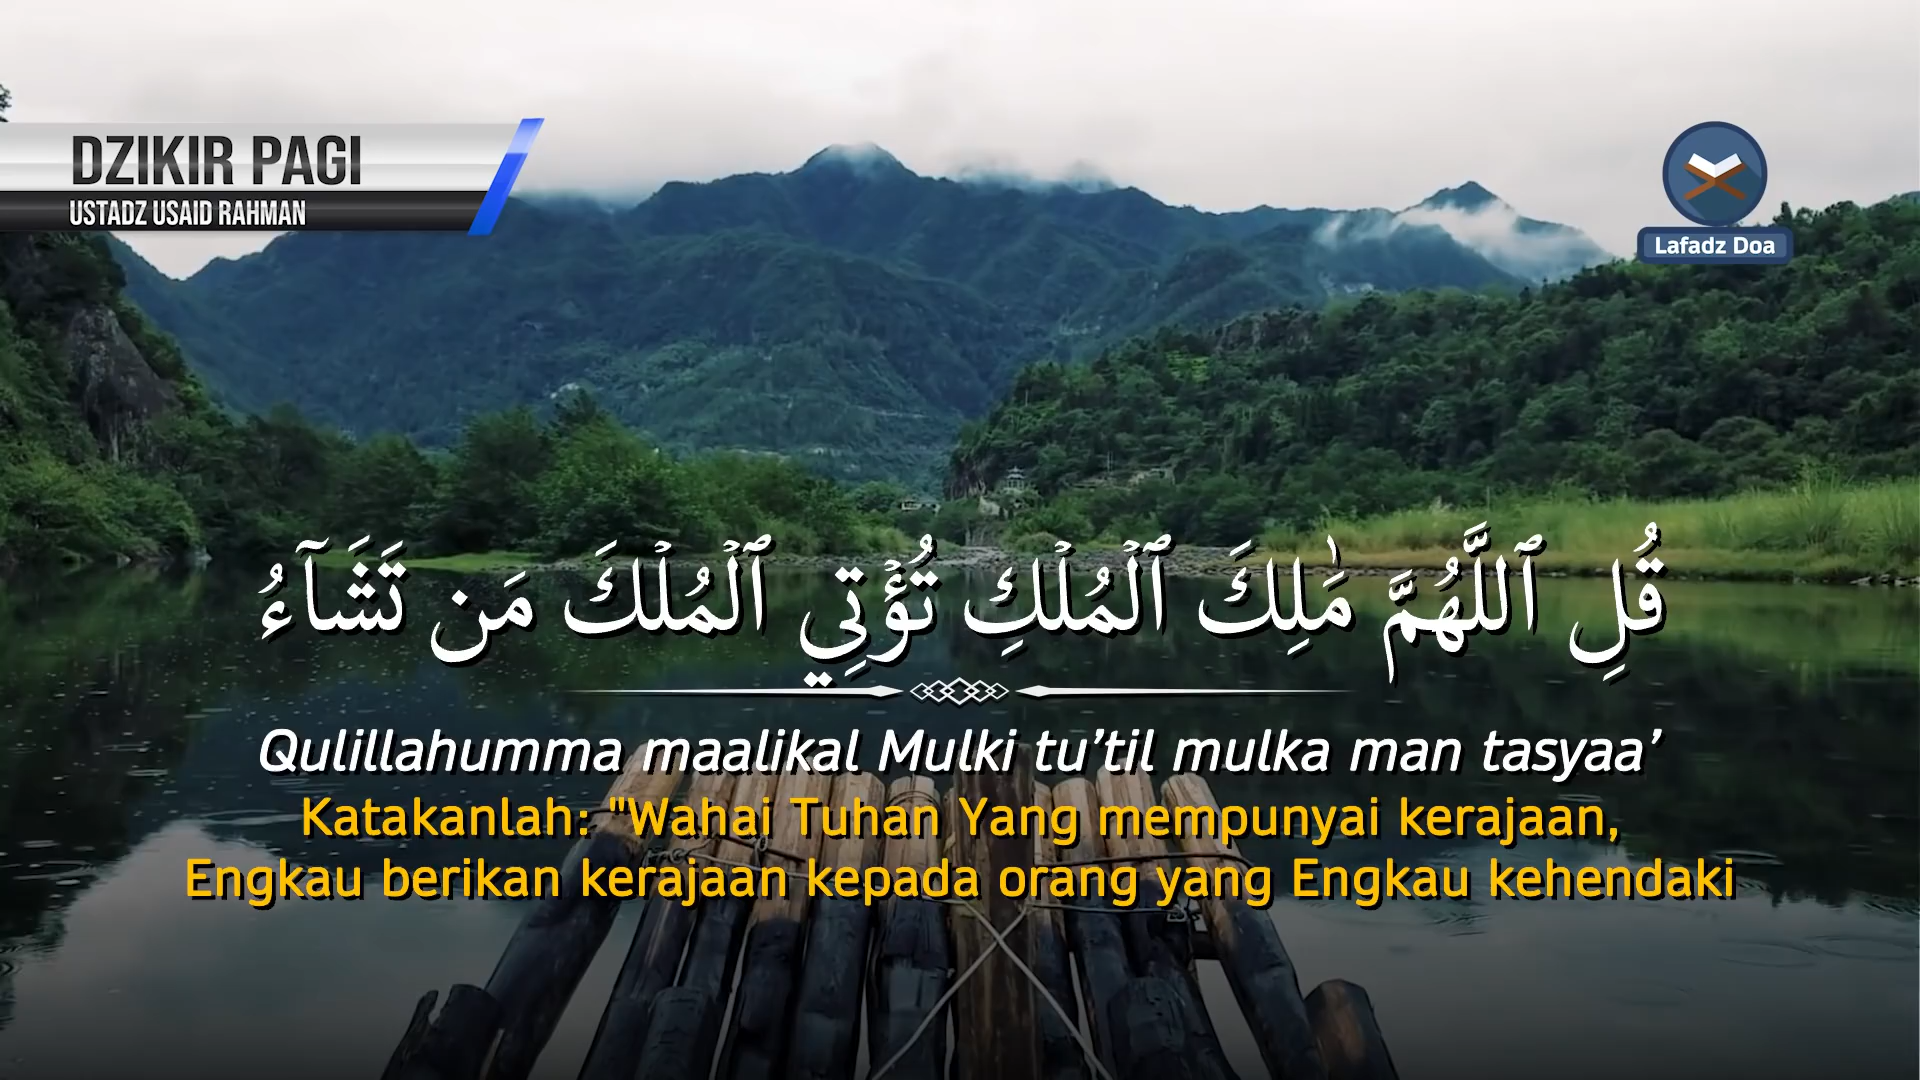 DZIKIR PAGI
USTADZ USAID RAHMAN
Lafadz Doa
قُلِ ٱللَّهُمَّ مَٰلِكَ ٱلْمُلْكِ تُؤْتِي ٱلْمُلْكَ مَن تَشَآءُ
Qulillahumma maalikal Mulki tu’til mulka man tasyaa’
Katakanlah: "Wahai Tuhan Yang mempunyai kerajaan,
Engkau berikan kerajaan kepada orang yang Engkau kehendaki